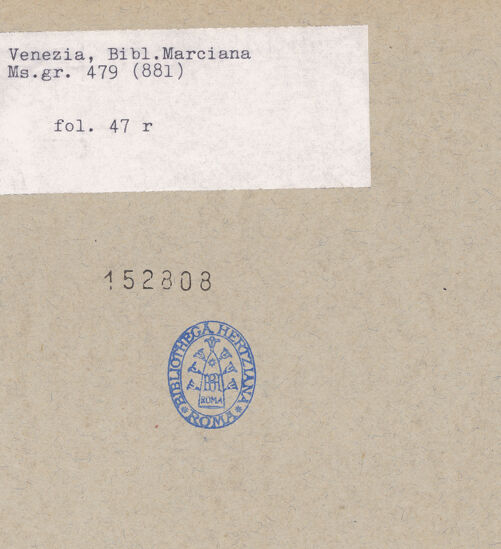 Venezia, Bibl.Marciana
Ms.gr. 479 (881)
fol. 47 r
152808
BIBLIOTHECA HERTZIANA
ROMA
* ROMA *